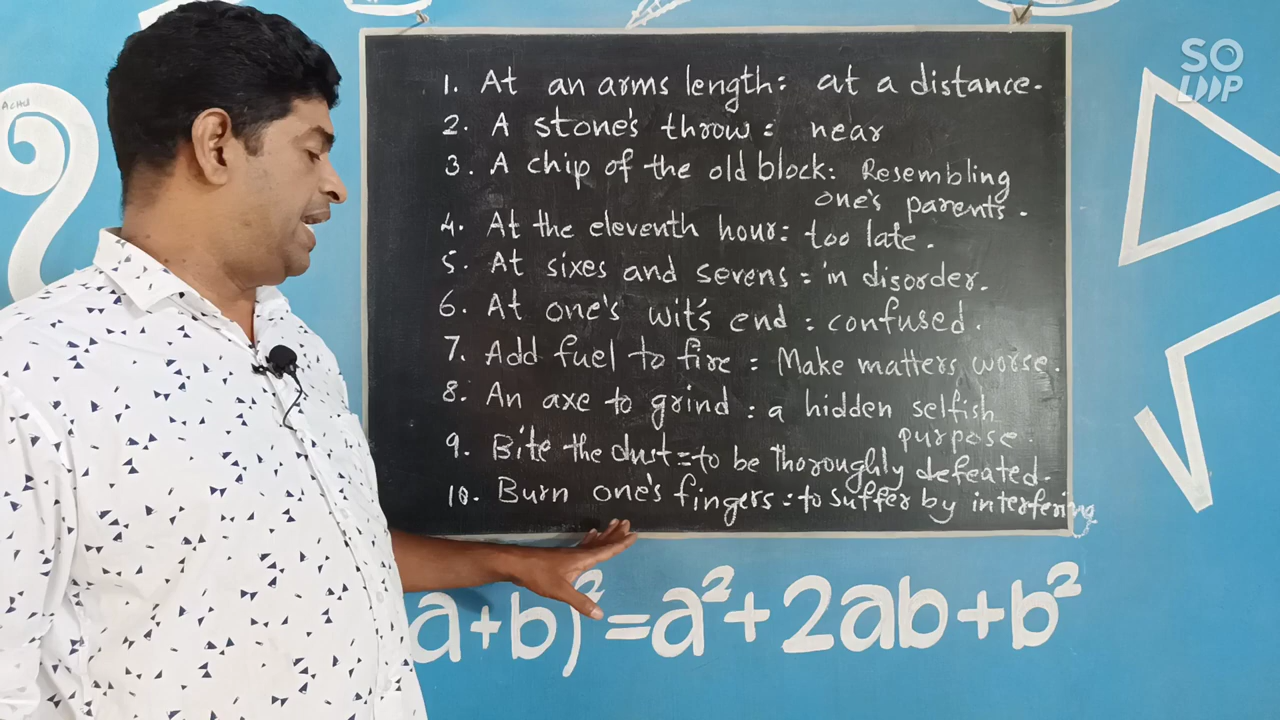 ACHU
SO
LOOP
1. At an arms length: at a distance.
2. A stone's throw: near
3. A chip of the old block: Resembling
one's parents.
4. At the eleventh hour: too late.
5. At sixes and sevens: in disorder.
6. At one's wit's end: confused.
7. Add fuel to fire: Make matters worse.
8. An axe to grind: a hidden selfish
purpose.
9. Bite the dust=to be thoroughly defeated.
10. Burn one's fingers: to suffer by interfering
a+b)²=a²+2ab+b²